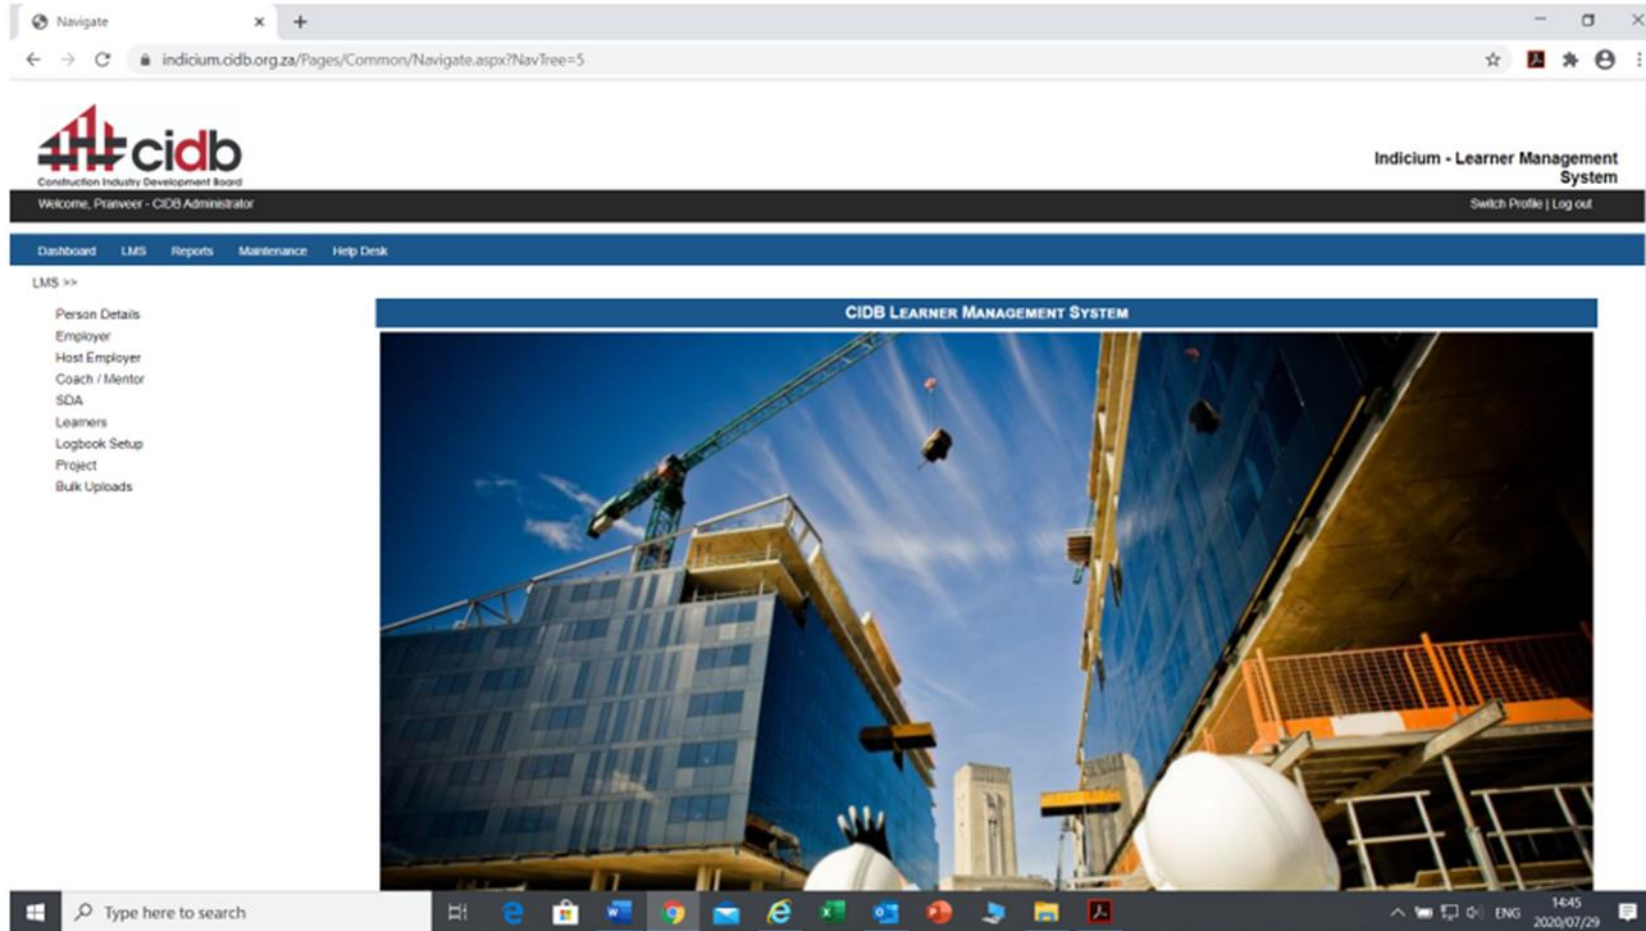 Navigate
indicium.cidb.org.za/Pages/Common/Navigate.aspx?NavTree=5
cidb
Construction Industry Development Board
Indicium - Learner Management
System
Welcome, Pranveer - CIDB Administrator
Switch Profile | Log out
Dashboard LMS Reports Maintenance Help Desk
LMS >>
CIDB LEARNER MANAGEMENT SYSTEM
Person Details
Employer
Host Employer
Coach / Mentor
SDA
Learners
Logbook Setup
Project
Bulk Uploads
Type here to search
ENG
14:45
2020/07/29